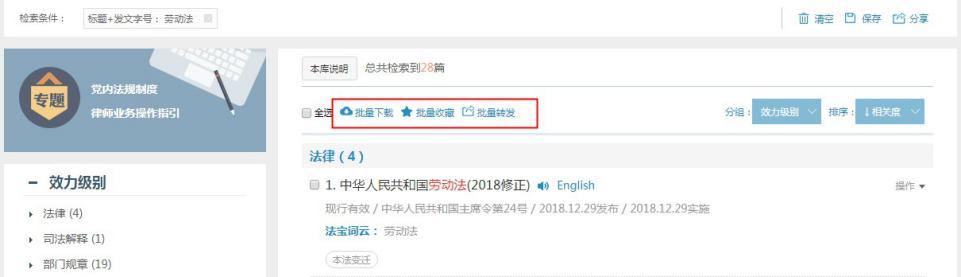 检索条件： 标题+发文字号： 劳动法
清空 保存 分享
专题
党内法规制度
律师业务操作指引
本库说明 总共检索到28篇
全选 批量下载 批量收藏 批量转发 分组： 效力级别 排序： ↓相关度
法律（4）
1. 中华人民共和国劳动法(2018修正) English 操作
现行有效 / 中华人民共和国主席令第24号 / 2018.12.29发布 / 2018.12.29实施
法宝词云： 劳动法
本法变迁
效力级别
法律 (4)
司法解释 (1)
部门规章 (19)